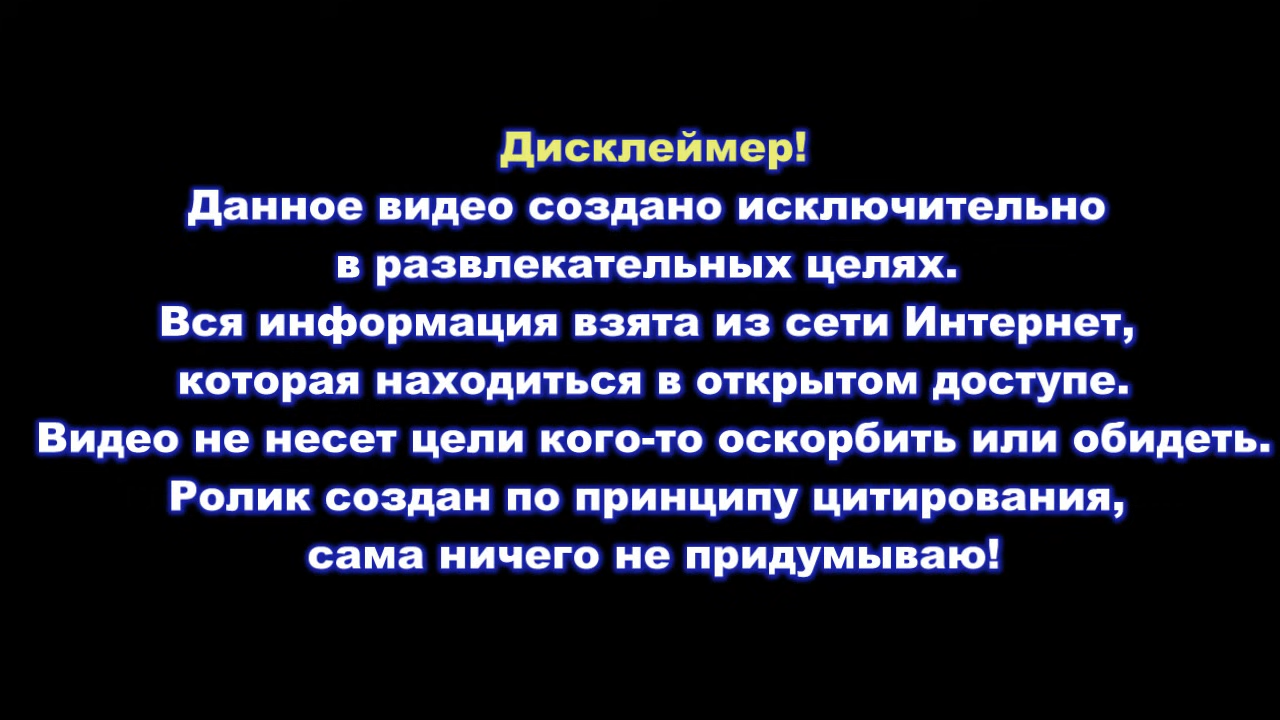 Дисклеймер!
Данное видео создано исключительно
в развлекательных целях.
Вся информация взята из сети Интернет,
которая находиться в открытом доступе.
Видео не несет цели кого-то оскорбить или обидеть.
Ролик создан по принципу цитирования,
сама ничего не придумываю!